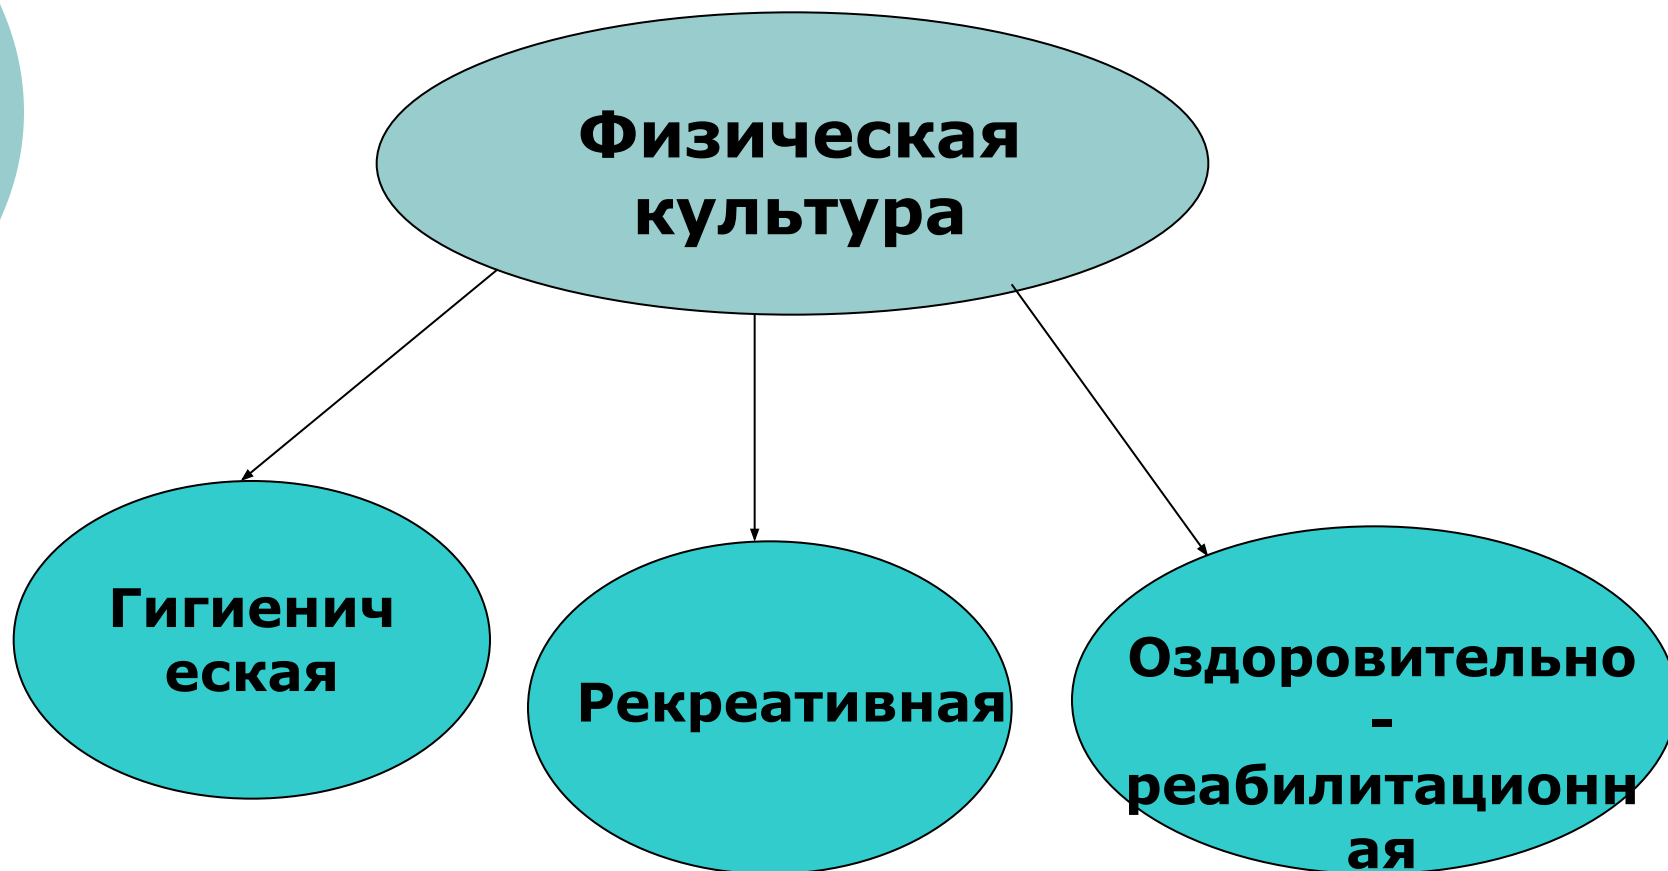 Физическая
культура
Гигиенич
еская
Рекреативная
Оздоровительно
-
реабилитационн
ая